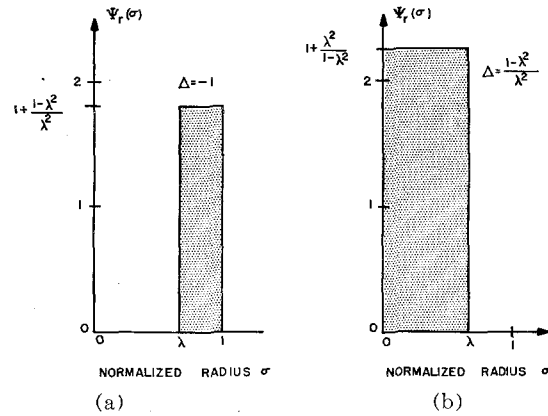 Ψr(σ)
2
Δ=−1
1+ 1−λ²/λ²
1
0
0 λ 1
NORMALIZED RADIUS σ
(a)
Ψr(σ)
1+ λ²/1−λ²
2
Δ= 1−λ²/λ²
1
0
0 λ 1
NORMALIZED RADIUS σ
(b)